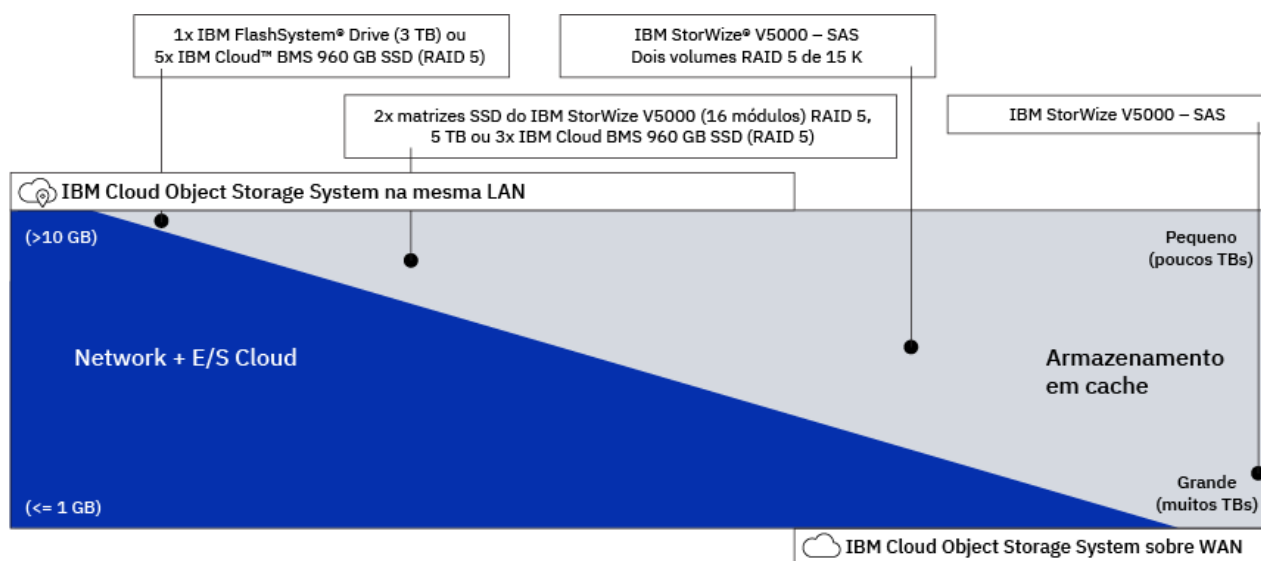 1x IBM FlashSystem® Drive (3 TB) ou
5x IBM Cloud™ BMS 960 GB SSD (RAID 5)
IBM StorWize® V5000 – SAS
Dois volumes RAID 5 de 15 K
2x matrizes SSD do IBM StorWize V5000 (16 módulos) RAID 5,
5 TB ou 3x IBM Cloud BMS 960 GB SSD (RAID 5)
IBM StorWize V5000 – SAS
IBM Cloud Object Storage System na mesma LAN
(>10 GB)
Pequeno
(poucos TBs)
Network + E/S Cloud
Armazenamento
em cache
Grande
(muitos TBs)
(<= 1 GB)
IBM Cloud Object Storage System sobre WAN